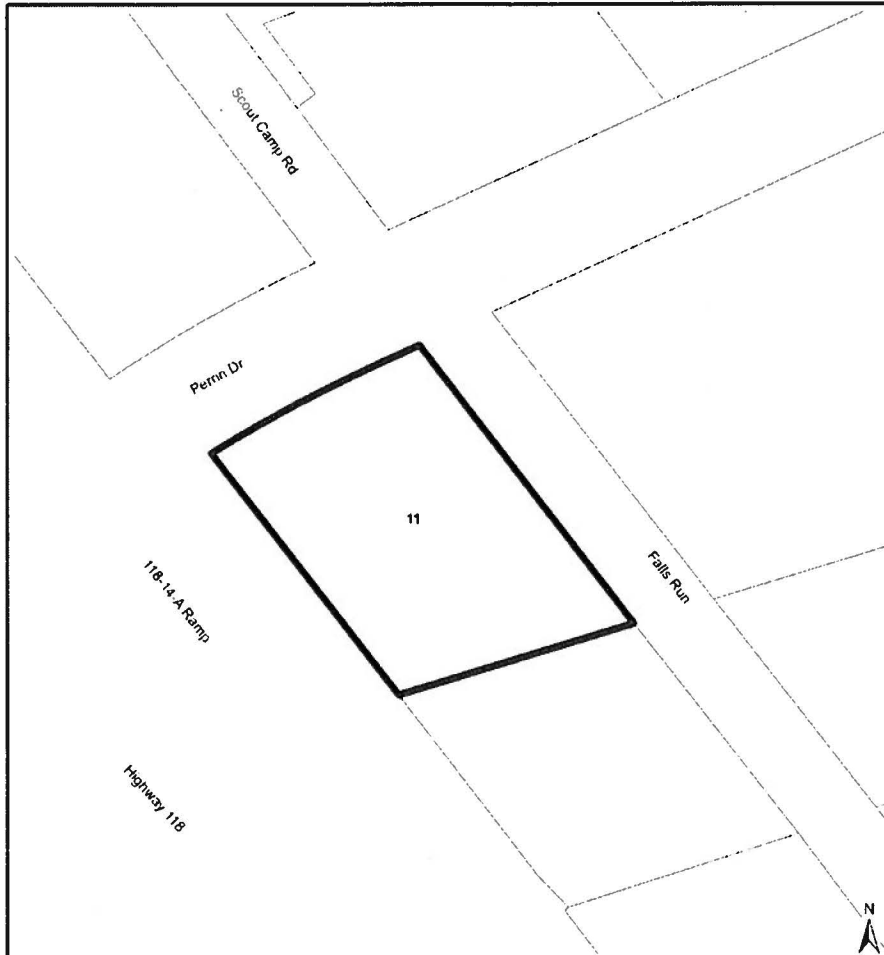 Scout Camp Rd
Perrin Dr
11
118-14-A Ramp
Falls Run
Highway 118
N